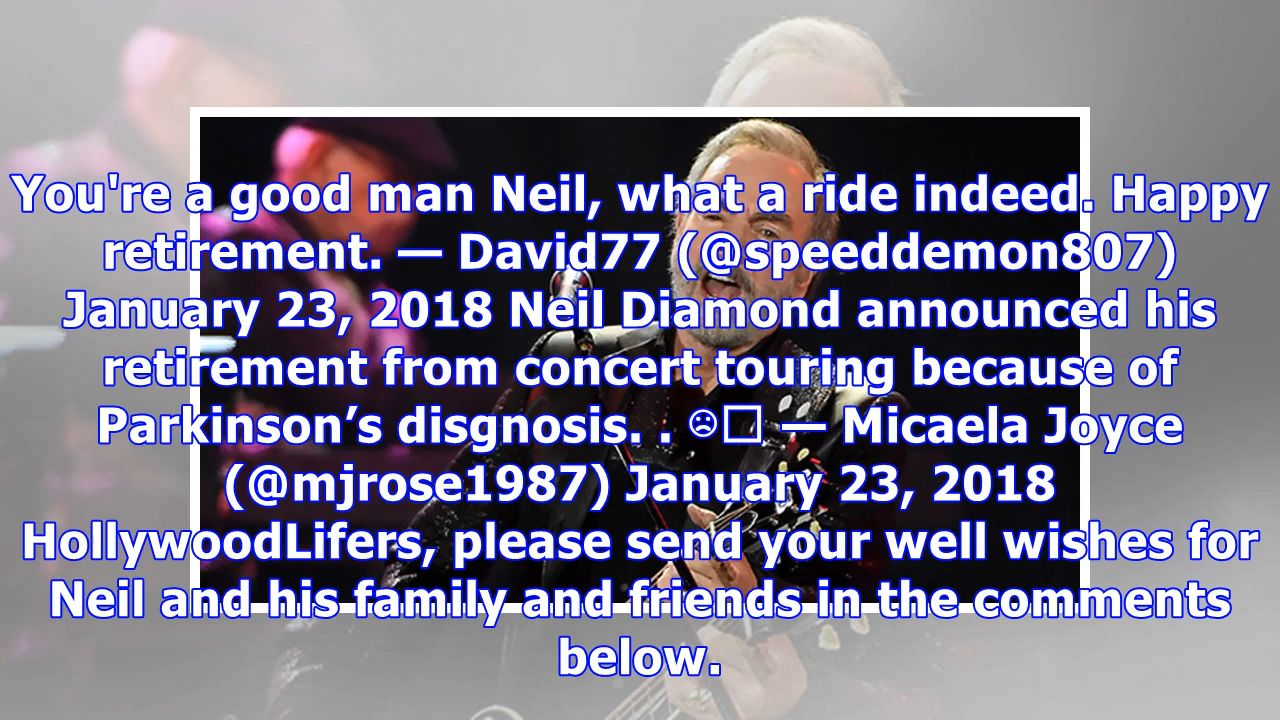 You're a good man Neil, what a ride indeed. Happy
retirement. — David77 (@speeddemon807)
January 23, 2018 Neil Diamond announced his
retirement from concert touring because of
Parkinson’s disgnosis. . ☹□ — Micaela Joyce
(@mjrose1987) January 23, 2018
HollywoodLifers, please send your well wishes for
Neil and his family and friends in the comments
below.